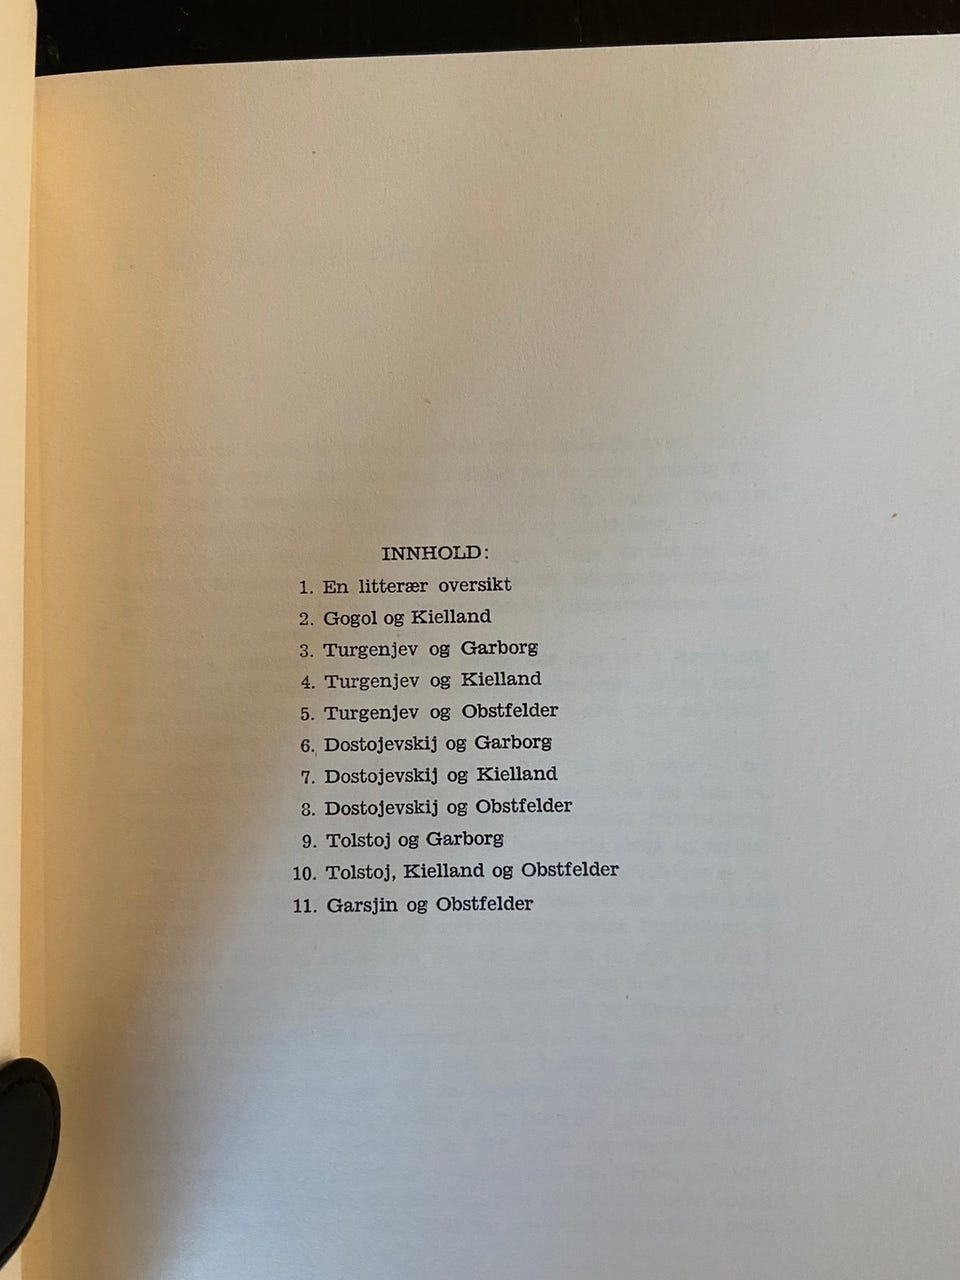 INNHOLD:
1. En litterær oversikt
2. Gogol og Kielland
3. Turgenjev og Garborg
4. Turgenjev og Kielland
5. Turgenjev og Obstfelder
6. Dostojevskij og Garborg
7. Dostojevskij og Kielland
8. Dostojevskij og Obstfelder
9. Tolstoj og Garborg
10. Tolstoj, Kielland og Obstfelder
11. Garsjin og Obstfelder